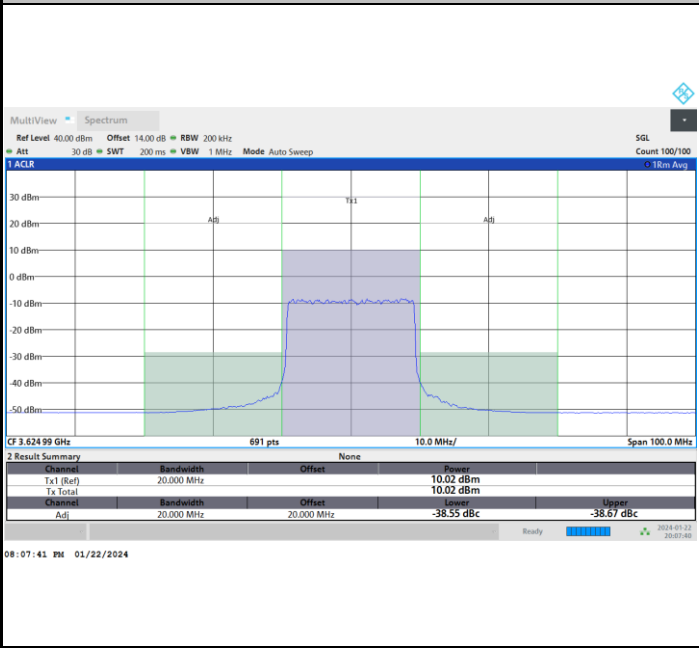 MultiView Spectrum
Ref Level 40.00 dBm Offset 14.00 dB RBW 200 kHz SGL
Att 30 dB SWT 200 ms VBW 1 MHz Mode Auto Sweep Count 100/100
1 ACLR 1Rm Avg
30 dBm
Tx1
20 dBm
Adj Adj
10 dBm
0 dBm
-10 dBm
-20 dBm
-30 dBm
-40 dBm
-50 dBm
CF 3.624 99 GHz 691 pts 10.0 MHz/ Span 100.0 MHz
2 Result Summary None
Channel Bandwidth Offset Power
Tx1 (Ref) 20.000 MHz 10.02 dBm
Tx Total 10.02 dBm
Channel Bandwidth Offset Lower Upper
Adj 20.000 MHz 20.000 MHz -38.55 dBc -38.67 dBc
Ready 2024-01-22
20:07:40
08:07:41 PM 01/22/2024